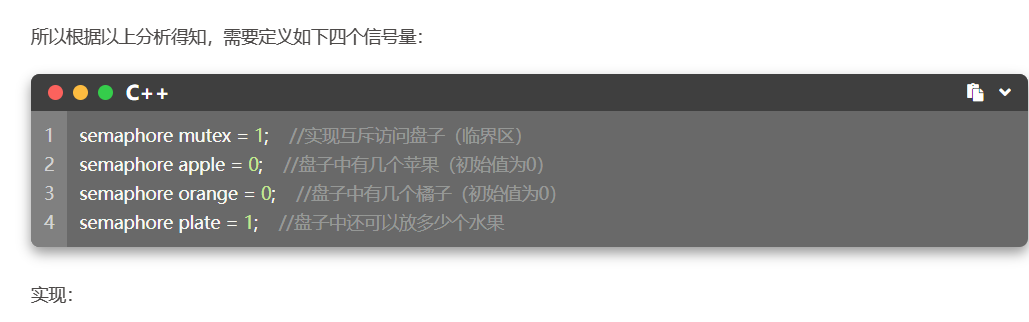 所以根据以上分析得知，需要定义如下四个信号量：
C++
1 semaphore mutex = 1; //实现互斥访问盘子（临界区）
2 semaphore apple = 0; //盘子中有几个苹果（初始值为0）
3 semaphore orange = 0; //盘子中有几个橘子（初始值为0）
4 semaphore plate = 1; //盘子中还可以放多少个水果
实现：